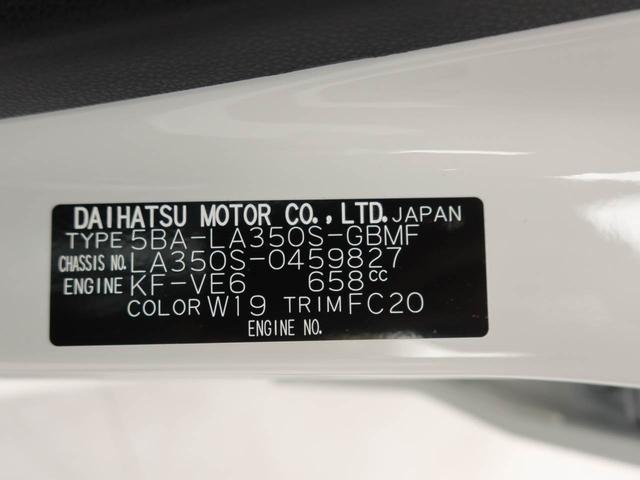 DAIHATSU MOTOR CO.,LTD. JAPAN
TYPE 5BA-LA350S-GBMF
CHASSIS NO. LA350S-0459827
ENGINE KF-VE6 658cc
COLOR W19 TRIM FC20
ENGINE NO.